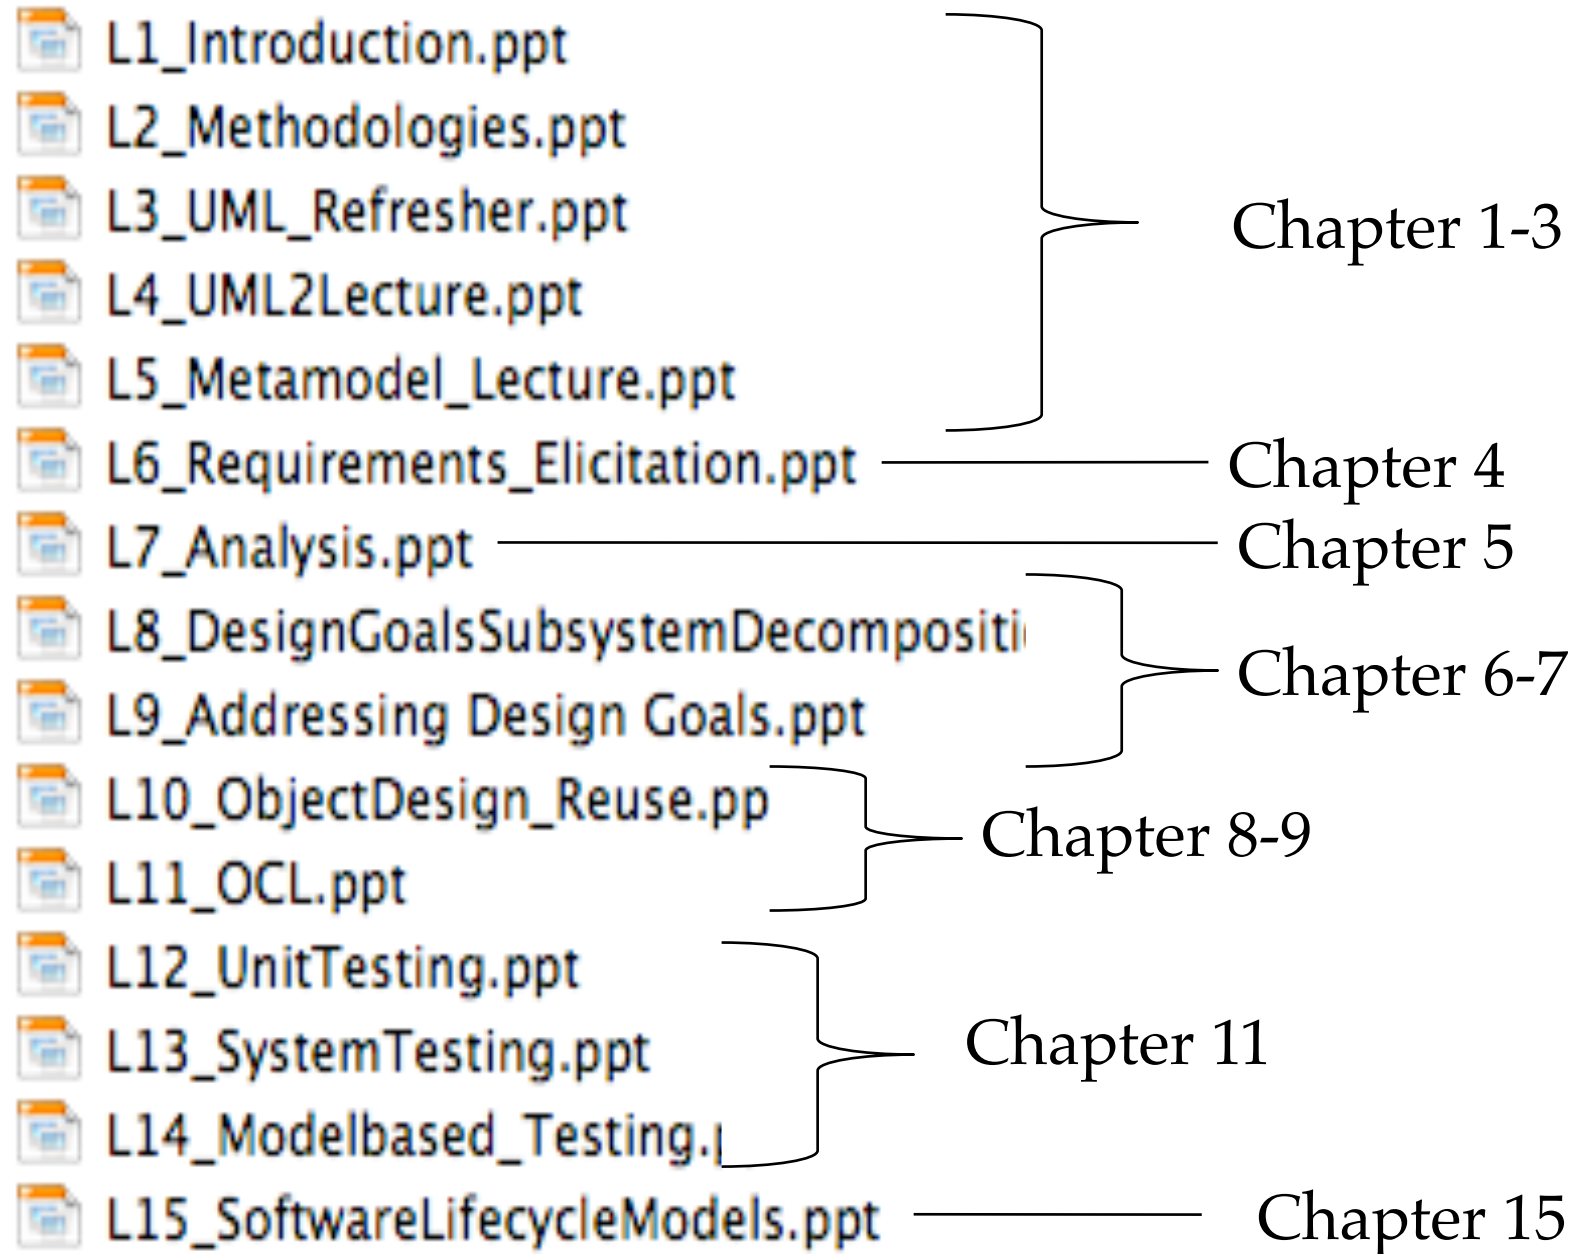 L1_Introduction.ppt
L2_Methodologies.ppt
L3_UML_Refresher.ppt
Chapter 1-3
L4_UML2Lecture.ppt
L5_Metamodel_Lecture.ppt
L6_Requirements_Elicitation.ppt Chapter 4
L7_Analysis.ppt Chapter 5
L8_DesignGoalsSubsystemDecompositi
Chapter 6-7
L9_Addressing Design Goals.ppt
L10_ObjectDesign_Reuse.pp
Chapter 8-9
L11_OCL.ppt
L12_UnitTesting.ppt
L13_SystemTesting.ppt Chapter 11
L14_Modelbased_Testing.p
L15_SoftwareLifecycleModels.ppt Chapter 15